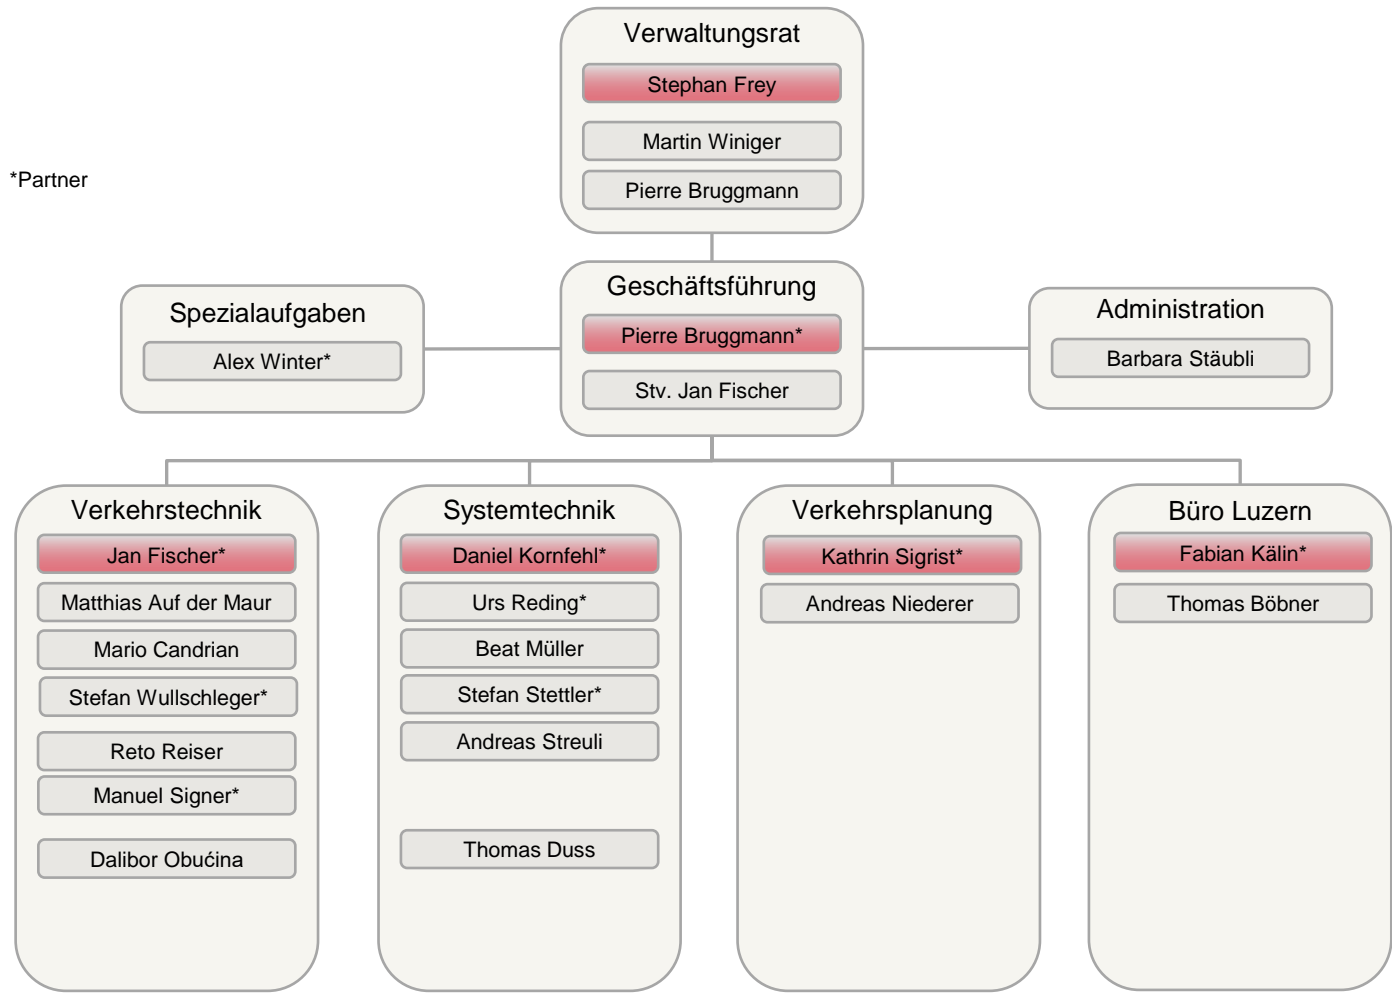 Verwaltungsrat
Stephan Frey
Martin Winiger
Pierre Bruggmann
*Partner
Geschäftsführung
Pierre Bruggmann*
Stv. Jan Fischer
Spezialaufgaben
Alex Winter*
Administration
Barbara Stäubli
Verkehrstechnik
Jan Fischer*
Matthias Auf der Maur
Mario Candrian
Stefan Wullschleger*
Reto Reiser
Manuel Signer*
Dalibor Obućina
Systemtechnik
Daniel Kornfehl*
Urs Reding*
Beat Müller
Stefan Stettler*
Andreas Streuli
Thomas Duss
Verkehrsplanung
Kathrin Sigrist*
Andreas Niederer
Büro Luzern
Fabian Kälin*
Thomas Böbner